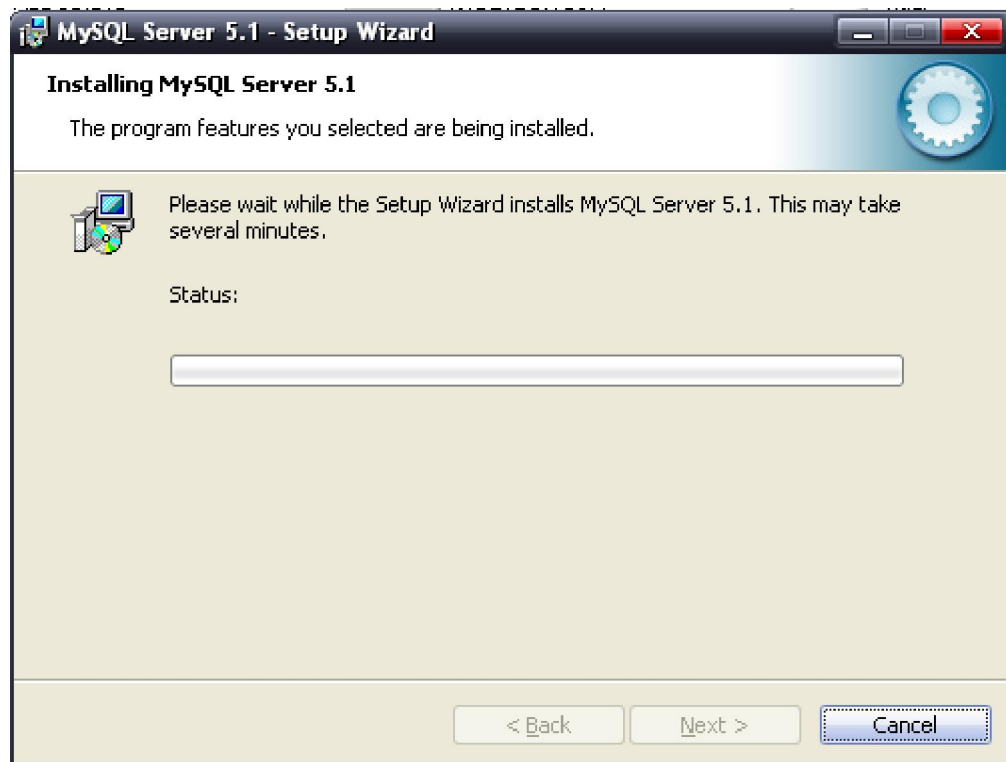 MySQL Server 5.1 - Setup Wizard
Installing MySQL Server 5.1
The program features you selected are being installed.
Please wait while the Setup Wizard installs MySQL Server 5.1. This may take
several minutes.
Status:
< Back
Next >
Cancel